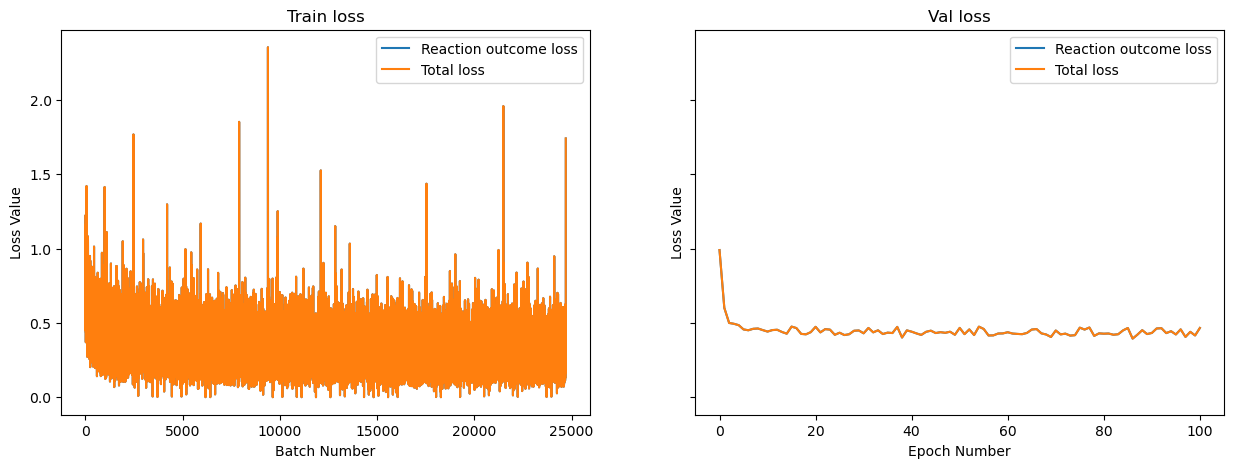 Train loss
Reaction outcome loss
Total loss
Loss Value
2.0
1.5
1.0
0.5
0.0
0
5000
10000
15000
20000
25000
Batch Number
Val loss
Reaction outcome loss
Total loss
Loss Value
0
20
40
60
80
100
Epoch Number